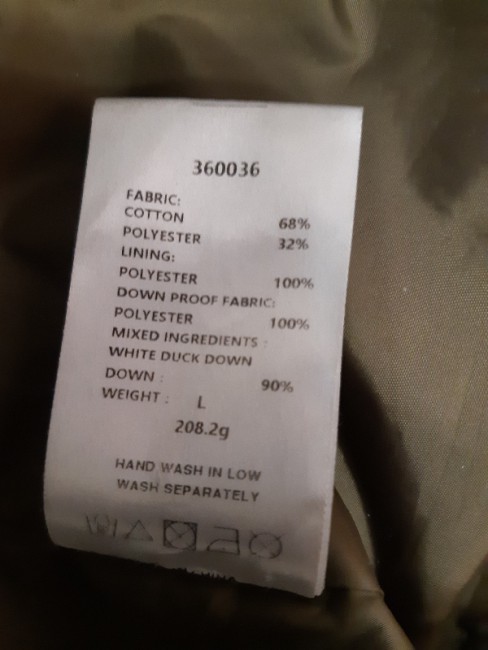 360036
FABRIC:
COTTON 68%
POLYESTER 32%
LINING:
POLYESTER 100%
DOWN PROOF FABRIC:
POLYESTER 100%
MIXED INGREDIENTS :
WHITE DUCK DOWN
DOWN : 90%
WEIGHT : L
208.2g
HAND WASH IN LOW
WASH SEPARATELY